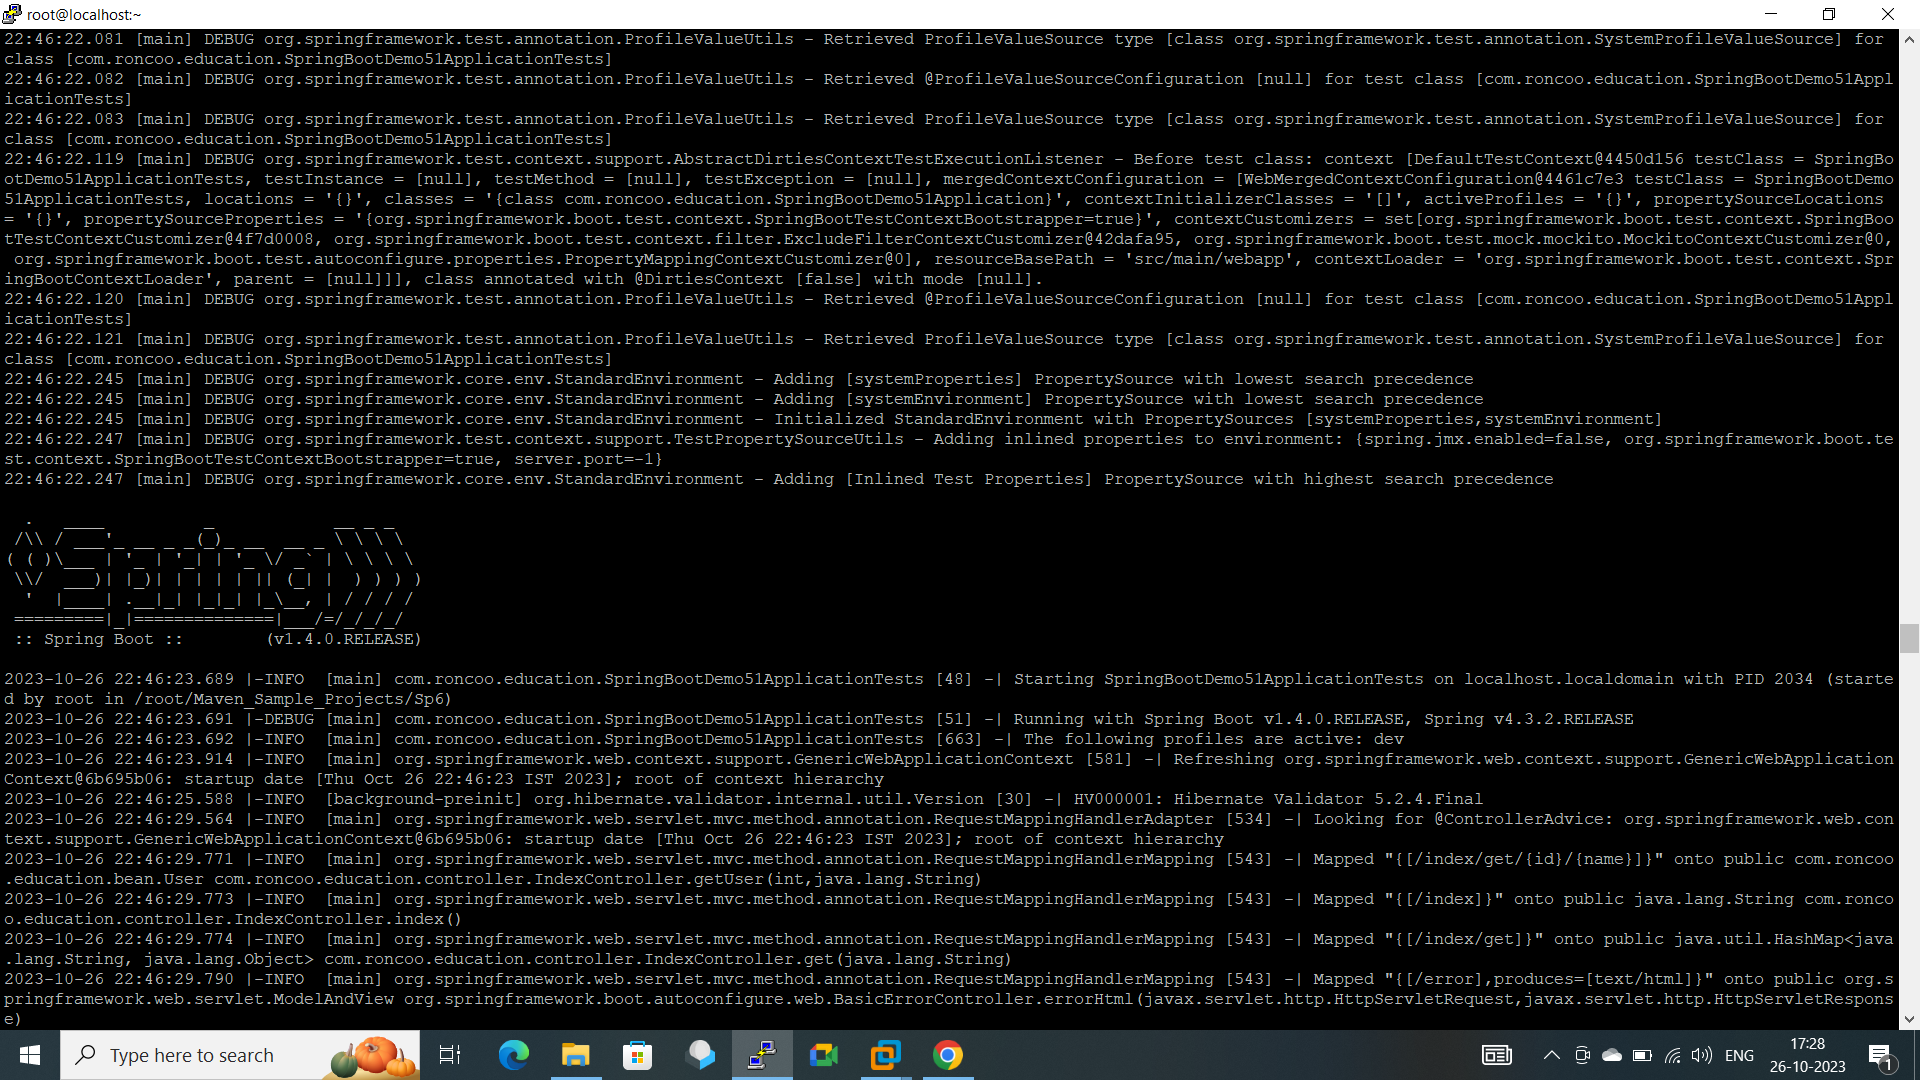 root@localhost:~
22:46:22.081 [main] DEBUG org.springframework.test.annotation.ProfileValueUtils - Retrieved ProfileValueSource type [class org.springframework.test.annotation.SystemProfileValueSource] for
class [com.roncoo.education.SpringBootDemo51ApplicationTests]
22:46:22.082 [main] DEBUG org.springframework.test.annotation.ProfileValueUtils - Retrieved @ProfileValueSourceConfiguration [null] for test class [com.roncoo.education.SpringBootDemo51Appl
icationTests]
22:46:22.083 [main] DEBUG org.springframework.test.annotation.ProfileValueUtils - Retrieved ProfileValueSource type [class org.springframework.test.annotation.SystemProfileValueSource] for
class [com.roncoo.education.SpringBootDemo51ApplicationTests]
22:46:22.119 [main] DEBUG org.springframework.test.context.support.AbstractDirtiesContextTestExecutionListener - Before test class: context [DefaultTestContext@4450d156 testClass = SpringBo
otDemo51ApplicationTests, testInstance = [null], testMethod = [null], testException = [null], mergedContextConfiguration = [WebMergedContextConfiguration@4461c7e3 testClass = SpringBootDemo
51ApplicationTests, locations = '{}', classes = '{class com.roncoo.education.SpringBootDemo51Application}', contextInitializerClasses = '[]', activeProfiles = '{}', propertySourceLocations
= '{}', propertySourceProperties = '{org.springframework.boot.test.context.SpringBootTestContextBootstrapper=true}', contextCustomizers = set[org.springframework.boot.test.context.SpringBoo
tTestContextCustomizer@4f7d0008, org.springframework.boot.test.context.filter.ExcludeFilterContextCustomizer@42dafa95, org.springframework.boot.test.mock.mockito.MockitoContextCustomizer@0,
 org.springframework.boot.test.autoconfigure.properties.PropertyMappingContextCustomizer@0], resourceBasePath = 'src/main/webapp', contextLoader = 'org.springframework.boot.test.context.Spr
ingBootContextLoader', parent = [null]]], class annotated with @DirtiesContext [false] with mode [null].
22:46:22.120 [main] DEBUG org.springframework.test.annotation.ProfileValueUtils - Retrieved @ProfileValueSourceConfiguration [null] for test class [com.roncoo.education.SpringBootDemo51Appl
icationTests]
22:46:22.121 [main] DEBUG org.springframework.test.annotation.ProfileValueUtils - Retrieved ProfileValueSource type [class org.springframework.test.annotation.SystemProfileValueSource] for
class [com.roncoo.education.SpringBootDemo51ApplicationTests]
22:46:22.245 [main] DEBUG org.springframework.core.env.StandardEnvironment - Adding [systemProperties] PropertySource with lowest search precedence
22:46:22.245 [main] DEBUG org.springframework.core.env.StandardEnvironment - Adding [systemEnvironment] PropertySource with lowest search precedence
22:46:22.245 [main] DEBUG org.springframework.core.env.StandardEnvironment - Initialized StandardEnvironment with PropertySources [systemProperties,systemEnvironment]
22:46:22.247 [main] DEBUG org.springframework.test.context.support.TestPropertySourceUtils - Adding inlined properties to environment: {spring.jmx.enabled=false, org.springframework.boot.te
st.context.SpringBootTestContextBootstrapper=true, server.port=-1}
22:46:22.247 [main] DEBUG org.springframework.core.env.StandardEnvironment - Adding [Inlined Test Properties] PropertySource with highest search precedence
  .   ____          _            __ _ _
 /\\ / ___'_ __ _ _(_)_ __  __ _ \ \ \ \
( ( )\___ | '_ | '_| | '_ \/ _` | \ \ \ \
 \\/  ___)| |_)| | | | | || (_| |  ) ) ) )
  '  |____| .__|_| |_|_| |_\__, | / / / /
 =========|_|==============|___/=/_/_/_/
 :: Spring Boot ::        (v1.4.0.RELEASE)
2023-10-26 22:46:23.689 |-INFO  [main] com.roncoo.education.SpringBootDemo51ApplicationTests [48] -| Starting SpringBootDemo51ApplicationTests on localhost.localdomain with PID 2034 (starte
d by root in /root/Maven_Sample_Projects/Sp6)
2023-10-26 22:46:23.691 |-DEBUG [main] com.roncoo.education.SpringBootDemo51ApplicationTests [51] -| Running with Spring Boot v1.4.0.RELEASE, Spring v4.3.2.RELEASE
2023-10-26 22:46:23.692 |-INFO  [main] com.roncoo.education.SpringBootDemo51ApplicationTests [663] -| The following profiles are active: dev
2023-10-26 22:46:23.914 |-INFO  [main] org.springframework.web.context.support.GenericWebApplicationContext [581] -| Refreshing org.springframework.web.context.support.GenericWebApplication
Context@6b695b06: startup date [Thu Oct 26 22:46:23 IST 2023]; root of context hierarchy
2023-10-26 22:46:25.588 |-INFO  [background-preinit] org.hibernate.validator.internal.util.Version [30] -| HV000001: Hibernate Validator 5.2.4.Final
2023-10-26 22:46:29.564 |-INFO  [main] org.springframework.web.servlet.mvc.method.annotation.RequestMappingHandlerAdapter [534] -| Looking for @ControllerAdvice: org.springframework.web.con
text.support.GenericWebApplicationContext@6b695b06: startup date [Thu Oct 26 22:46:23 IST 2023]; root of context hierarchy
2023-10-26 22:46:29.771 |-INFO  [main] org.springframework.web.servlet.mvc.method.annotation.RequestMappingHandlerMapping [543] -| Mapped "{[/index/get/{id}/{name}]}" onto public com.roncoo
.education.bean.User com.roncoo.education.controller.IndexController.getUser(int,java.lang.String)
2023-10-26 22:46:29.773 |-INFO  [main] org.springframework.web.servlet.mvc.method.annotation.RequestMappingHandlerMapping [543] -| Mapped "{[/index]}" onto public java.lang.String com.ronco
o.education.controller.IndexController.index()
2023-10-26 22:46:29.774 |-INFO  [main] org.springframework.web.servlet.mvc.method.annotation.RequestMappingHandlerMapping [543] -| Mapped "{[/index/get]}" onto public java.util.HashMap<java
.lang.String, java.lang.Object> com.roncoo.education.controller.IndexController.get(java.lang.String)
2023-10-26 22:46:29.790 |-INFO  [main] org.springframework.web.servlet.mvc.method.annotation.RequestMappingHandlerMapping [543] -| Mapped "{[/error],produces=[text/html]}" onto public org.s
pringframework.web.servlet.ModelAndView org.springframework.boot.autoconfigure.web.BasicErrorController.errorHtml(javax.servlet.http.HttpServletRequest,javax.servlet.http.HttpServletRespons
e)
Type here to search
ENG
17:28
26-10-2023
1